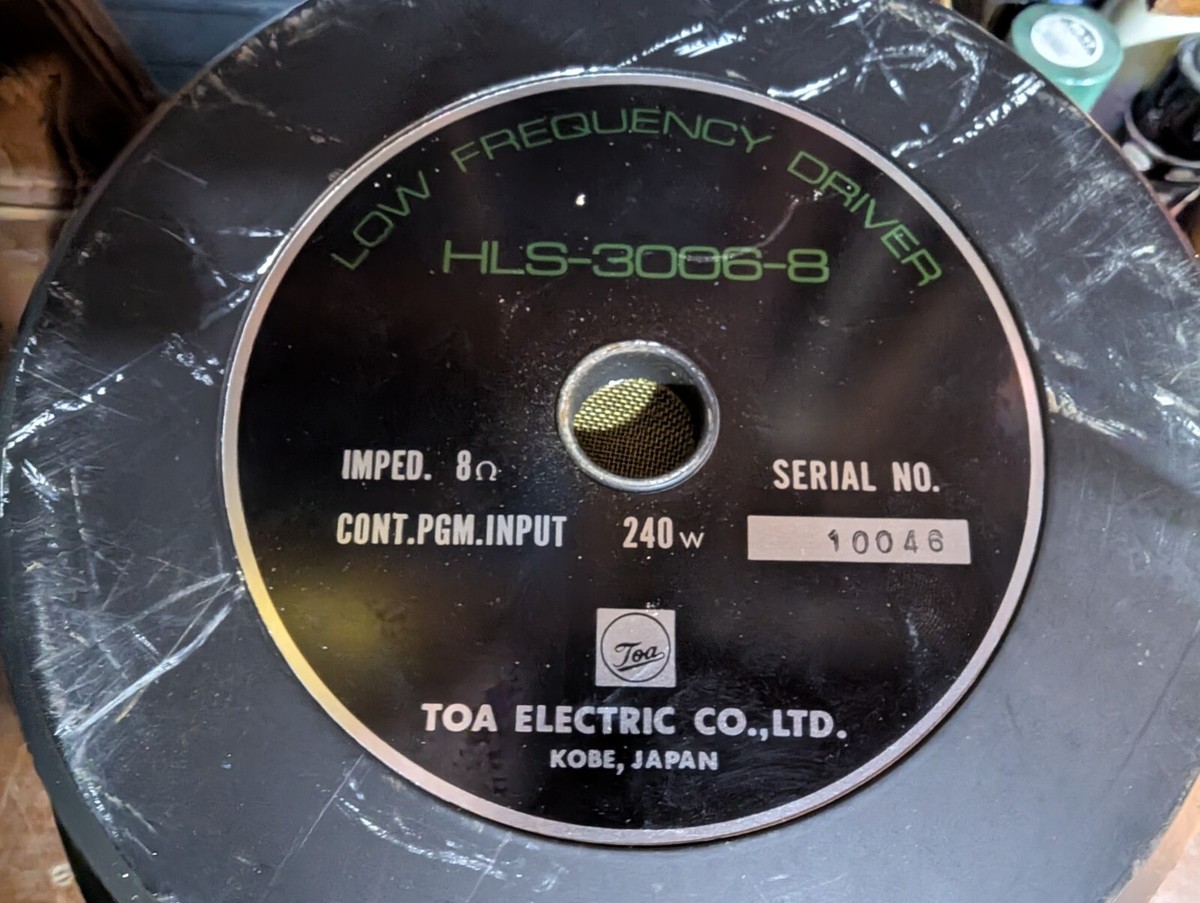 LOW FREQUENCY DRIVER
HLS-3006-8
IMPED. 8Ω
SERIAL NO.
CONT.PGM.INPUT 240 W
10046
Toa
TOA ELECTRIC CO.,LTD.
KOBE, JAPAN